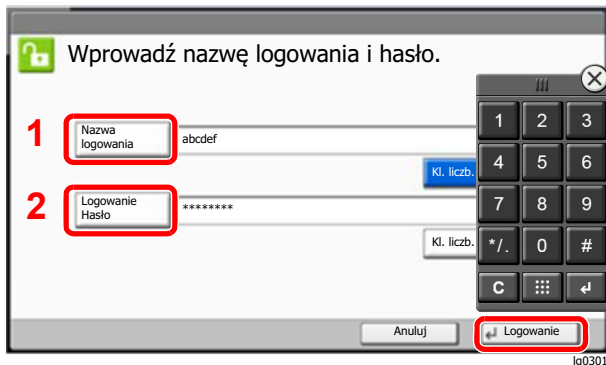 Wprowadź nazwę logowania i hasło.
1
Nazwa
logowania
abcdef
Kl. liczb.
2
Logowanie
Hasło
********
Kl. liczb.
1 2 3
4 5 6
7 8 9
*/. 0 #
C
Anuluj
Logowanie
lg0301